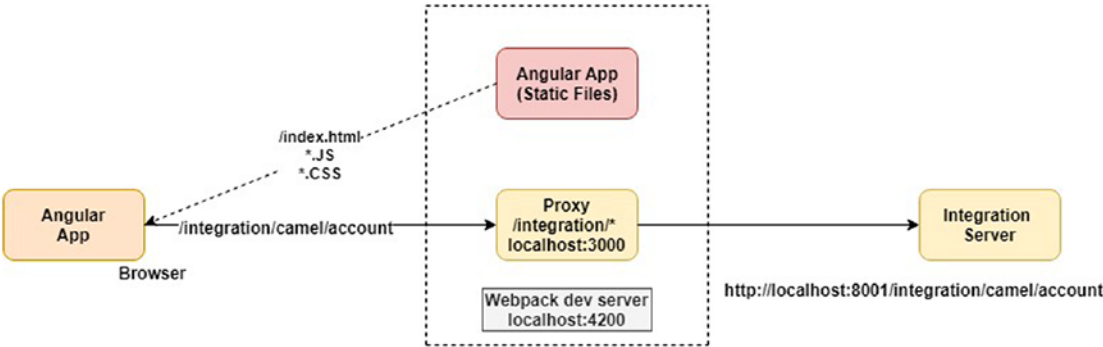 Angular App
(Static Files)
/index.html
*.JS
*.CSS
Angular
App
Browser
/integration/camel/account
Proxy
/integration/*
localhost:3000
Webpack dev server
localhost:4200
Integration
Server
http://localhost:8001/integration/camel/account